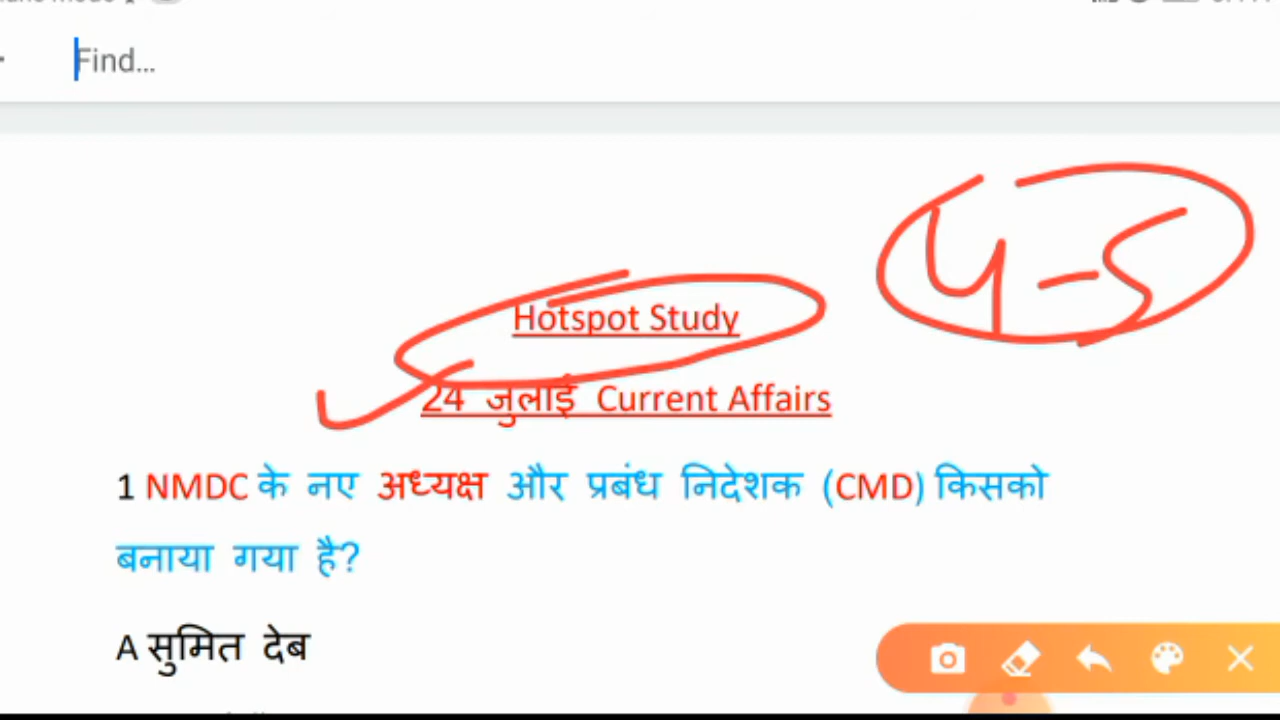 Find...
4-5
Hotspot Study
24 जुलाई Current Affairs
1 NMDC के नए अध्यक्ष और प्रबंध निदेशक (CMD) किसको
बनाया गया है?
A सुमित देब